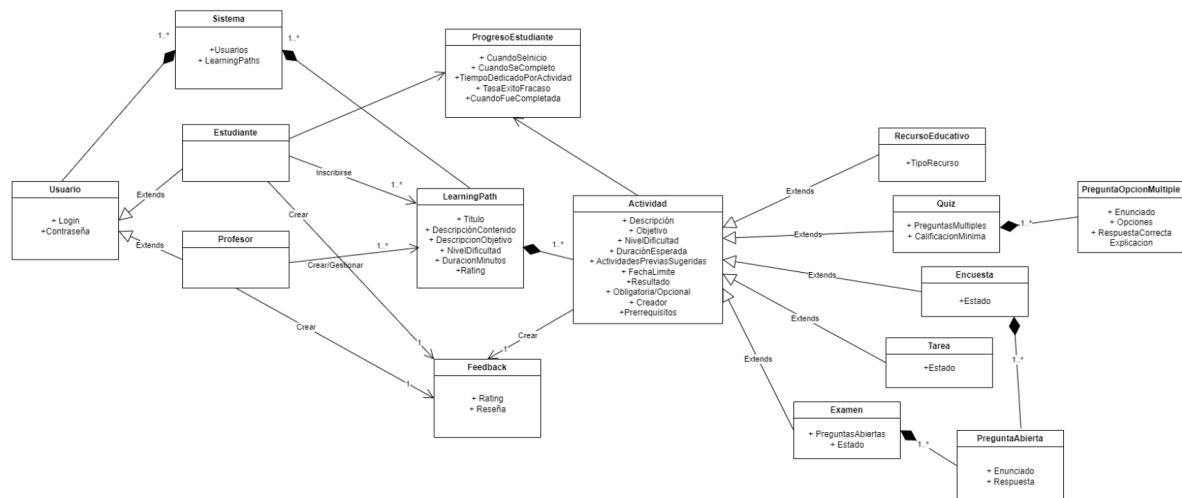 Sistema
+Usuarios
+ LearningPaths
1..*
1..*
ProgresoEstudiante
+ CuandoSeInicio
+ CuandoSeCompleto
+TiempoDedicadoPorActividad
+ TasaExitoFracaso
+CuandoFueCompletada
Estudiante
Extends
Inscribirse
1..*
Crear
Usuario
+ Login
+Contraseña
Extends
Profesor
Crear/Gestionar
1..*
Crear
LearningPath
+ Titulo
+ DescripciónContenido
+ DescripcionObjetivo
+ NivelDificultad
+ DuracionMinutos
+Rating
1..*
Actividad
+ Descripción
+ Objetivo
+ NivelDificultad
+ DuraciónEsperada
+ ActividadesPreviasSugeridas
+ FechaLimite
+Resultado
+ Obligatoria/Opcional
+ Creador
+Prerrequisitos
Crear
1
1
1
Feedback
+ Rating
+ Reseña
RecursoEducativo
+TipoRecurso
Extends
Quiz
+ PreguntasMultiples
+ CalificacionMinima
Extends
1..*
PreguntaOpcionMultiple
+ Enunciado
+ Opciones
+ RespuestaCorrecta
Explicacion
Encuesta
+Estado
Extends
1..*
Tarea
+Estado
Extends
Examen
+ PreguntasAbiertas
+ Estado
Extends
1..*
PreguntaAbierta
+ Enunciado
+ Respuesta